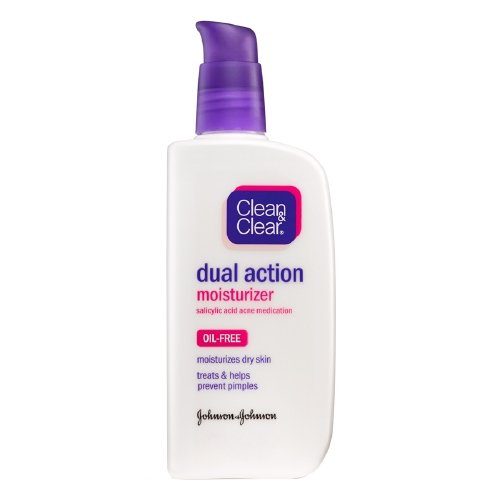 Clean &
Clear®
dual action
moisturizer
salicylic acid acne medication
OIL-FREE
moisturizes dry skin
treats & helps
prevent pimples
Johnson & Johnson